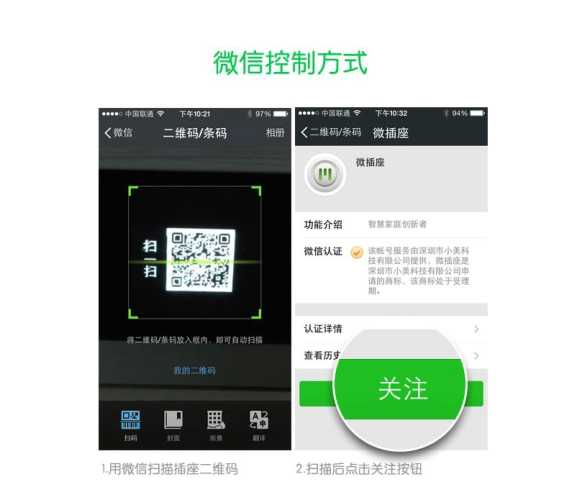 微信控制方式
中国联通 下午10:21 97%
微信 二维码/条码 相册
扫一扫
将二维码/条码放入框内，即可自动扫描
我的二维码
扫码 封面 街景 翻译
1.用微信扫描插座二维码
中国联通 下午10:32 94%
二维码/条码 微插座
微插座
功能介绍 智慧家庭创新者
微信认证 该帐号服务由深圳市小美科
技有限公司提供，微插座是
深圳市小美科技有限公司申
请的商标，该商标处于受理
期。
认证详情
查看历史
关注
2.扫描后点击关注按钮